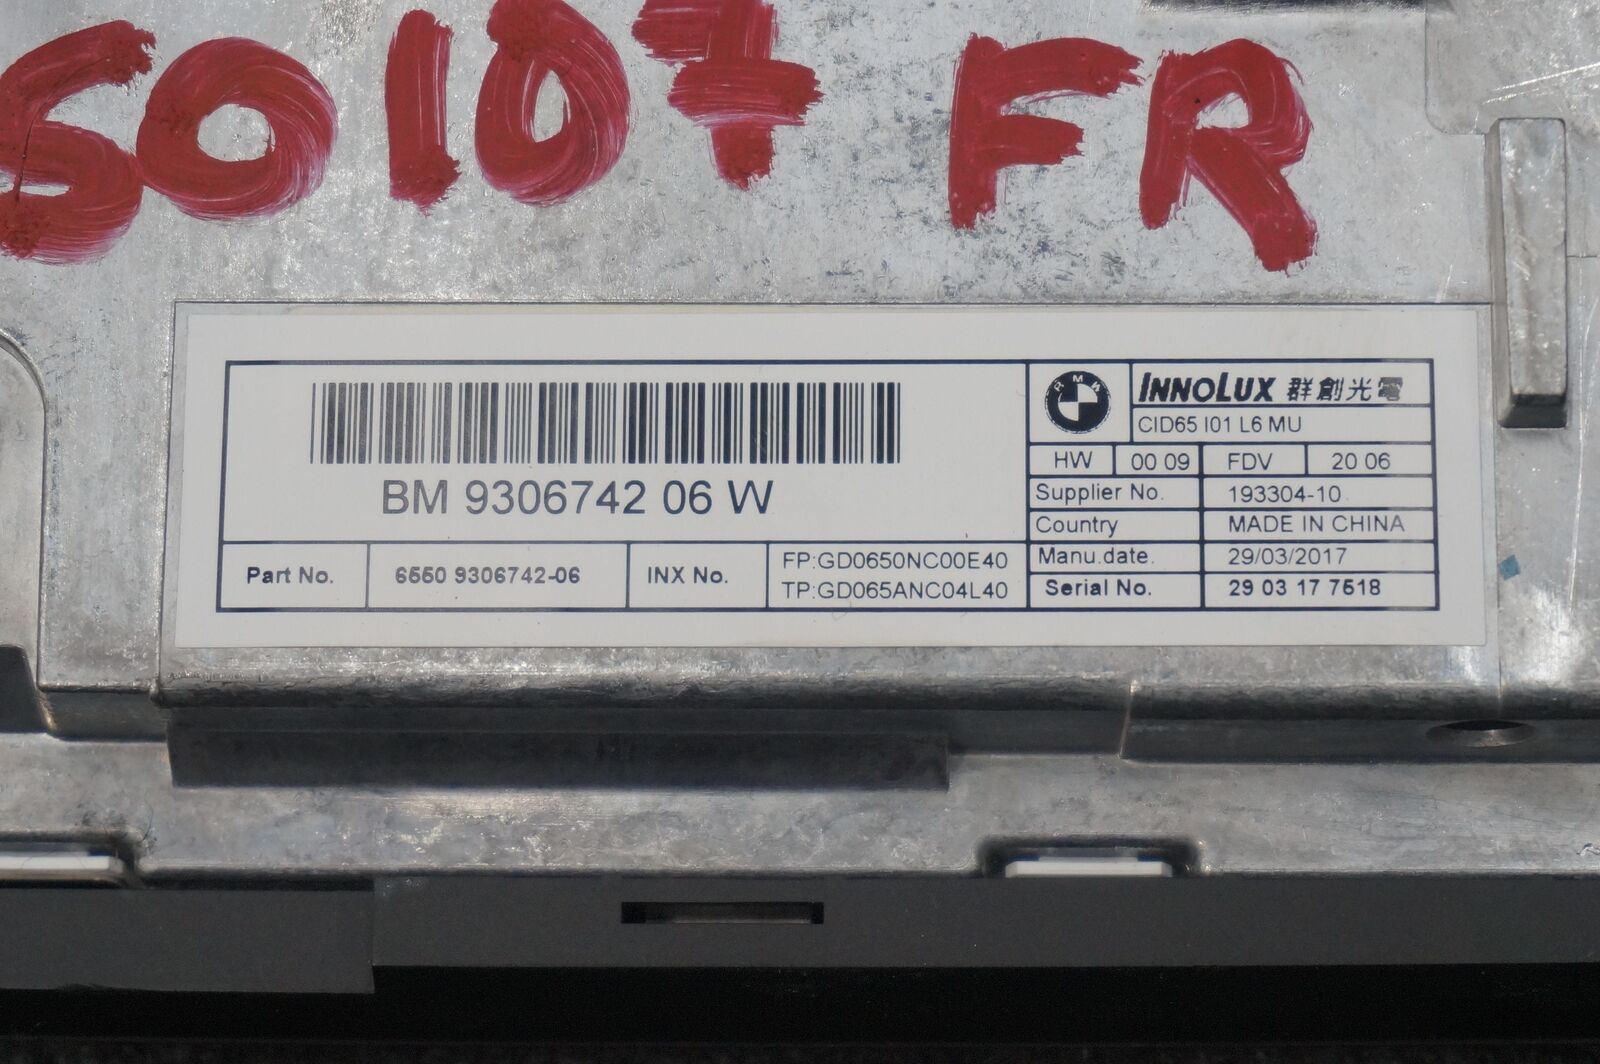 50107 FR
BMW
INNOLUX 群創光電
CID65 I01 L6 MU
HW 00 09 FDV 20 06
BM 9306742 06 W
Supplier No. 193304-10
Country MADE IN CHINA
Manu.date. 29/03/2017
Serial No. 29 03 17 7518
Part No. 6550 9306742-06
INX No. FP:GD0650NC00E40
TP:GD065ANC04L40